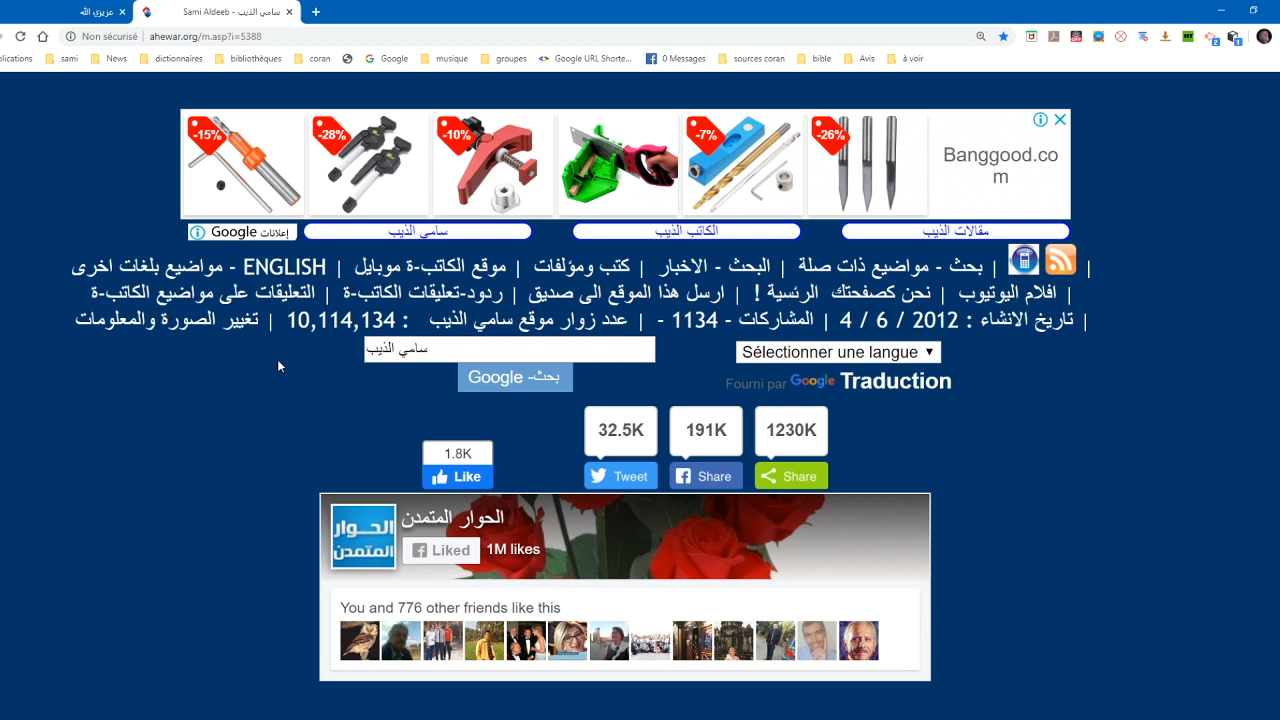 عزيزي الله
Sami Aldeeb - سامي الذيب
Non sécurisé | ahewar.org/m.asp?i=5388
plications
sami
News
dictionnaires
bibliothèques
coran
Google
musique
groupes
Google URL Shorte...
0 Messages
sources coran
bible
Avis
à voir
-15%
-28%
-10%
-7%
-26%
Banggood.co
m
إعلانات Google
سامي الذيب
الكاتب الذيب
مقالات الذيب
| بحث - مواضيع ذات صلة | البحث - الاخبار | كتب ومؤلفات | موقع الكاتب-ة موبايل | ENGLISH - مواضيع بلغات اخرى
| افلام اليوتيوب | نحن كصفحتك الرئسية ! | ارسل هذا الموقع الى صديق | ردود-تعليقات الكاتب-ة | التعليقات على مواضيع الكاتب-ة
| تاريخ الانشاء : 2012 / 6 / 4 | المشاركات - 1134 - | عدد زوار موقع سامي الذيب : 10,114,134 | تغيير الصورة والمعلومات
سامي الذيب
Sélectionner une langue ▼
بحث- Google
Fourni par Google Traduction
32.5K
191K
1230K
1.8K
Like
Tweet
Share
Share
الحوار المتمدن
الحوار المتمدن
Liked
1M likes
You and 776 other friends like this